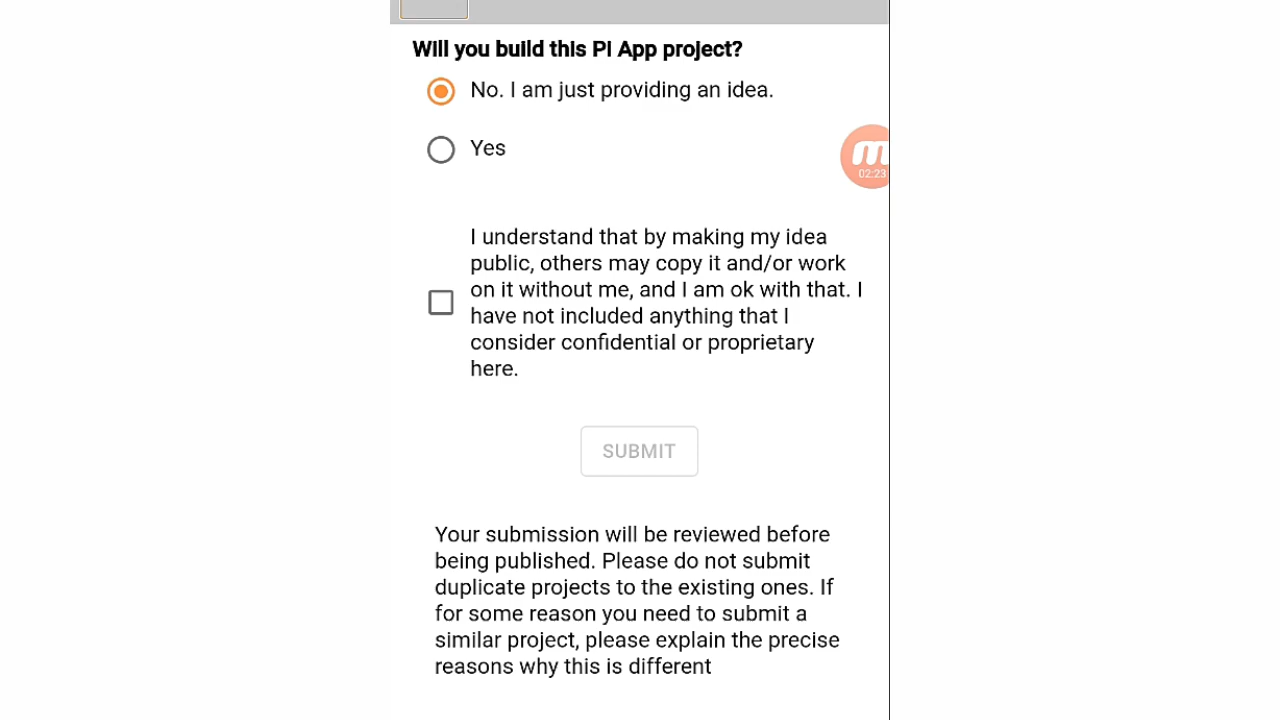 Will you build this Pi App project?
No. I am just providing an idea.
Yes
m
02:23
I understand that by making my idea
public, others may copy it and/or work
on it without me, and I am ok with that. I
have not included anything that I
consider confidential or proprietary
here.
SUBMIT
Your submission will be reviewed before
being published. Please do not submit
duplicate projects to the existing ones. If
for some reason you need to submit a
similar project, please explain the precise
reasons why this is different